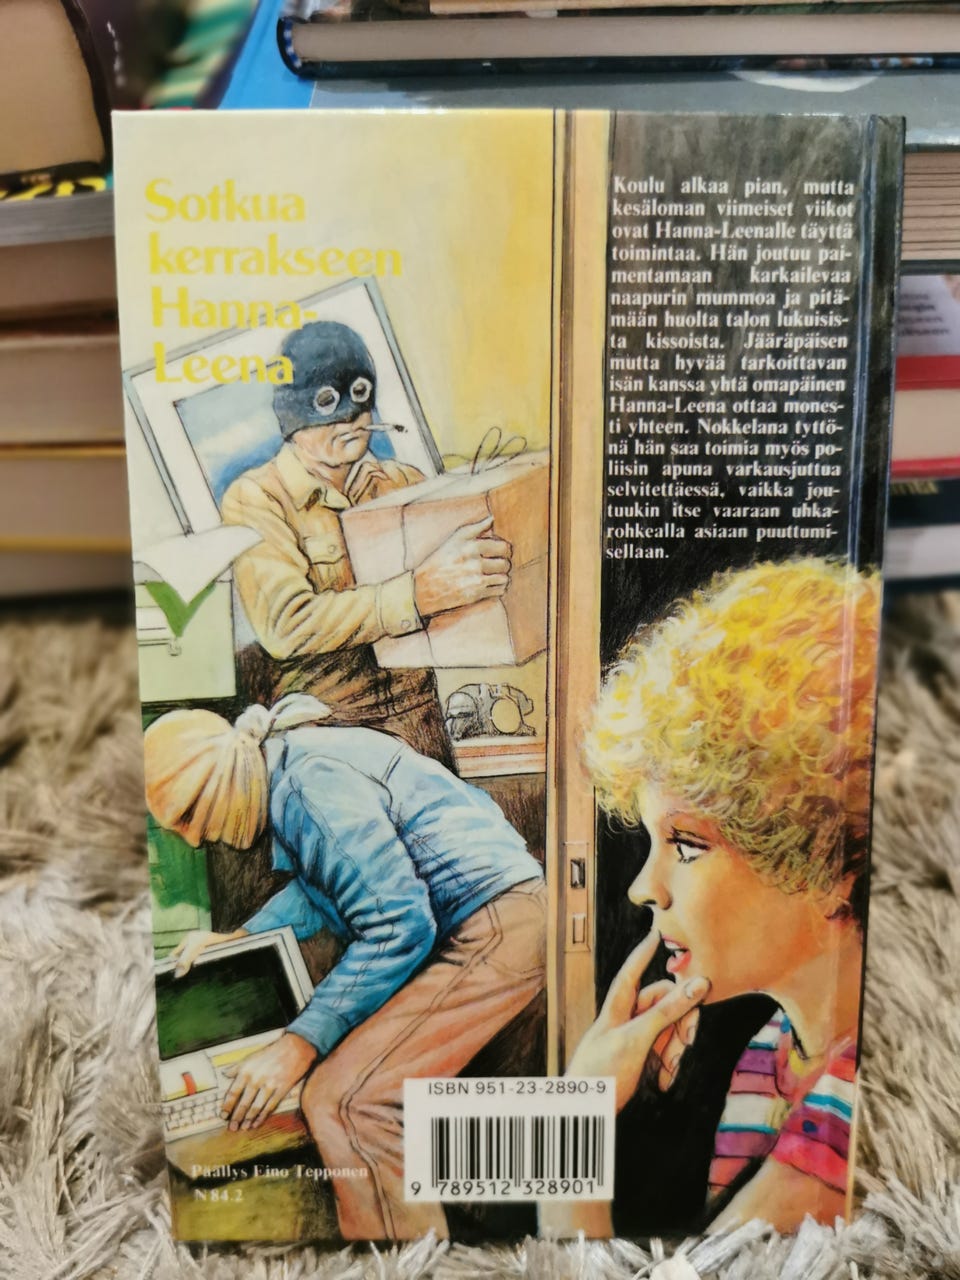 Sotkua
kerrakseen
Hanna-
Leena
Koulu alkaa pian, mutta
kesäloman viimeiset viikot
ovat Hanna-Leenalle täyttä
toimintaa. Hän joutuu pai-
mentamaan karkailevaa
naapurin mummoa ja pitä-
mään huolta talon lukuisis-
ta kissoista. Jääräpäisen
mutta hyvää tarkoittavan
isän kanssa yhtä omapäinen
Hanna-Leena ottaa mones-
ti yhteen. Nokkelana tyttö-
nä hän saa toimia myös po-
liisin apuna varkausjuttua
selvitettäessä, vaikka jou-
tuukin itse vaaraan uhka-
rohkealla asiaan puuttumi-
sellaan.
ISBN 951-23-2890-9
9 789512 328901
Päällys Eino Tepponen
N 84.2